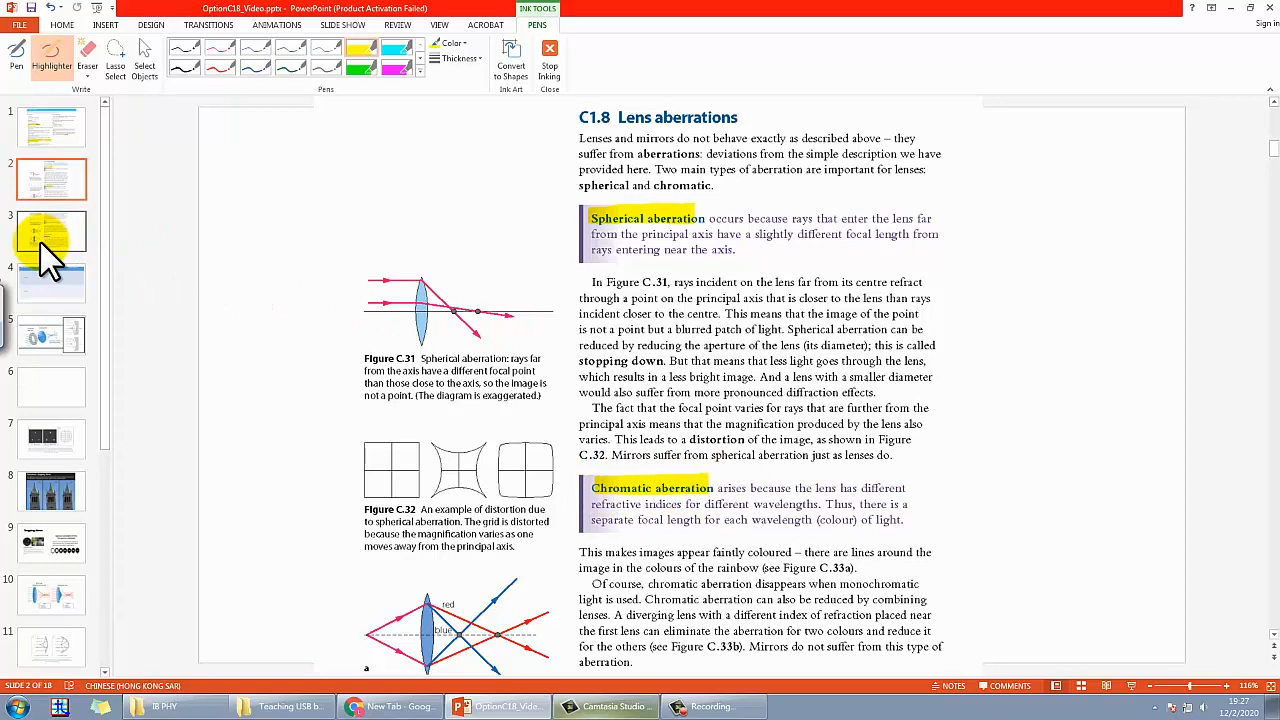 OptionC18_Video.pptx - PowerPoint (Product Activation Failed)
INK TOOLS
FILE
HOME
INSERT
DESIGN
TRANSITIONS
ANIMATIONS
SLIDE SHOW
REVIEW
VIEW
ACROBAT
PENS
Sign in
Pen
Highlighter
Eraser
Lasso Select
Select Objects
Color
Thickness
Convert to Shapes
Stop Inking
Write
Pens
Ink Art
Close
1
2
3
4
5
6
7
8
9
10
11
C1.8 Lens aberrations
Lenses and mirrors do not behave exactly as described above – they
suffer from aberrations: deviations from the simple description we have
provided here. Two main types of aberration are important for lenses:
spherical and chromatic.
Spherical aberration occurs because rays that enter the lens far
from the principal axis have a slightly different focal length from
rays entering near the axis.
In Figure C.31, rays incident on the lens far from its centre refract
through a point on the principal axis that is closer to the lens than rays
incident closer to the centre. This means that the image of the point
is not a point but a blurred patch of light. Spherical aberration can be
reduced by reducing the aperture of the lens (its diameter); this is called
stopping down. But that means that less light goes through the lens,
which results in a less bright image. And a lens with a smaller diameter
would also suffer from more pronounced diffraction effects.
The fact that the focal point varies for rays that are further from the
principal axis means that the magnification produced by the lens also
varies. This leads to a distortion of the image, as shown in Figure
C.32. Mirrors suffer from spherical aberration just as lenses do.
Chromatic aberration arises because the lens has different
refractive indices for different wavelengths. Thus, there is a
separate focal length for each wavelength (colour) of light.
This makes images appear faintly coloured – there are lines around the
image in the colours of the rainbow (see Figure C.33a).
Of course, chromatic aberration disappears when monochromatic
light is used. Chromatic aberration can also be reduced by combining
lenses. A diverging lens with a different index of refraction placed near
the first lens can eliminate the aberration for two colours and reduce it
for the others (see Figure C.33b). Mirrors do not suffer from this type of
aberration.
Figure C.31 Spherical aberration: rays far
from the axis have a different focal point
than those close to the axis, so the image is
not a point. (The diagram is exaggerated.)
Figure C.32 An example of distortion due
to spherical aberration. The grid is distorted
because the magnification varies as one
moves away from the principal axis.
red
blue
a
SLIDE 2 OF 18
CHINESE (HONG KONG SAR)
NOTES
COMMENTS
116%
IB PHY
Teaching USB b...
New Tab - Goog...
OptionC18_Vide...
Camtasia Studio ...
Recording...
19:27
12/2/2020